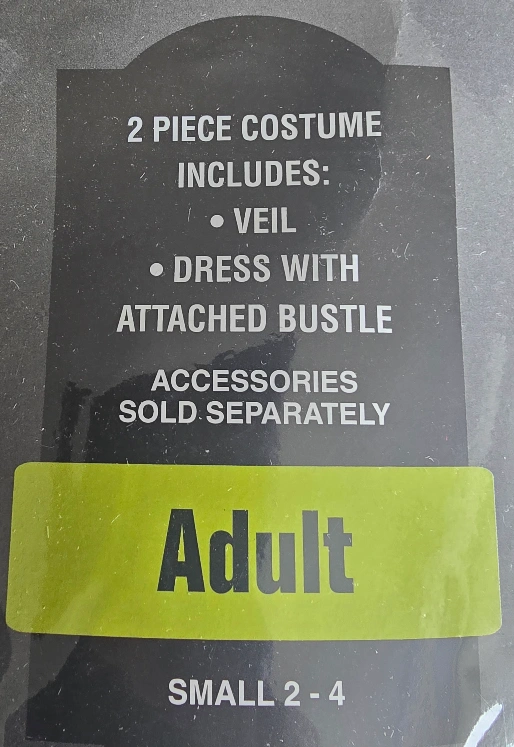 2 PIECE COSTUME
INCLUDES:
• VEIL
• DRESS WITH
ATTACHED BUSTLE
ACCESSORIES
SOLD SEPARATELY
Adult
SMALL 2 - 4